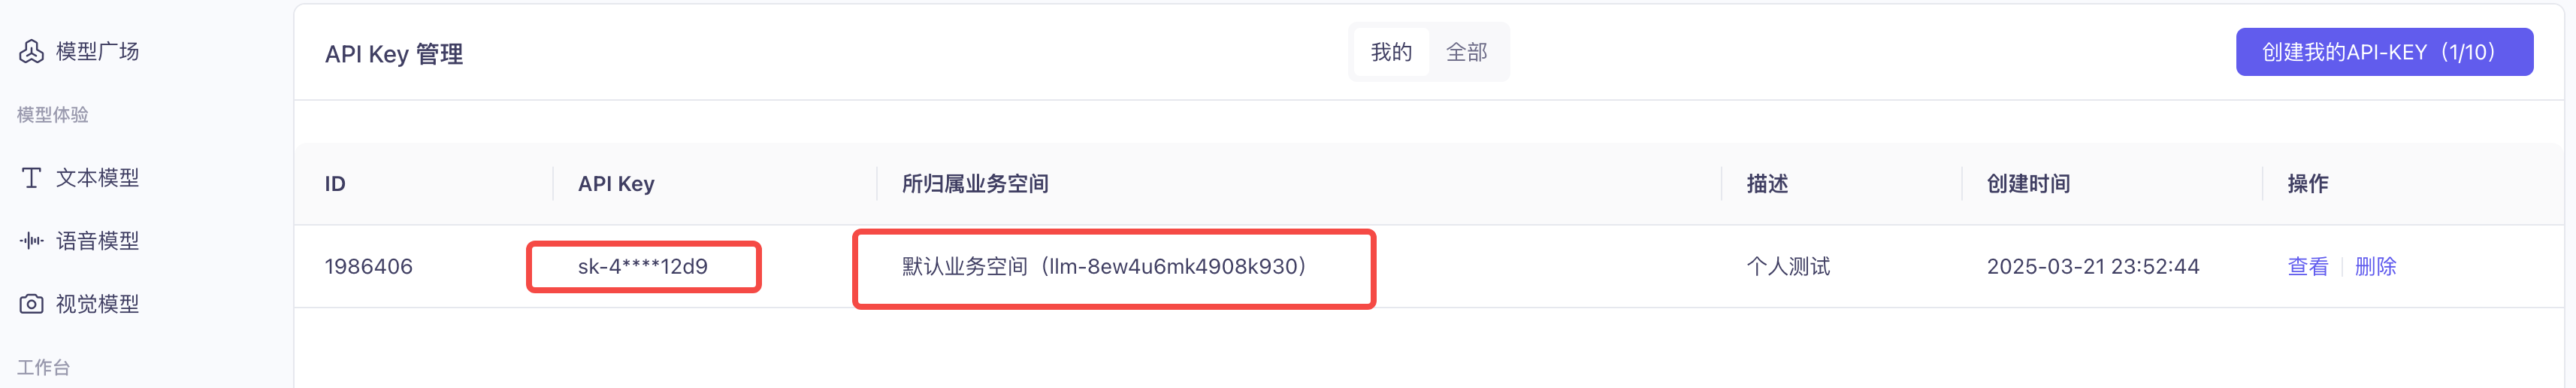 模型广场
模型体验
文本模型
语音模型
视觉模型
工作台
API Key 管理
我的 全部
创建我的API-KEY（1/10）
ID API Key 所归属业务空间 描述 创建时间 操作
1986406 sk-4****12d9 默认业务空间（llm-8ew4u6mk4908k930） 个人测试 2025-03-21 23:52:44 查看 删除